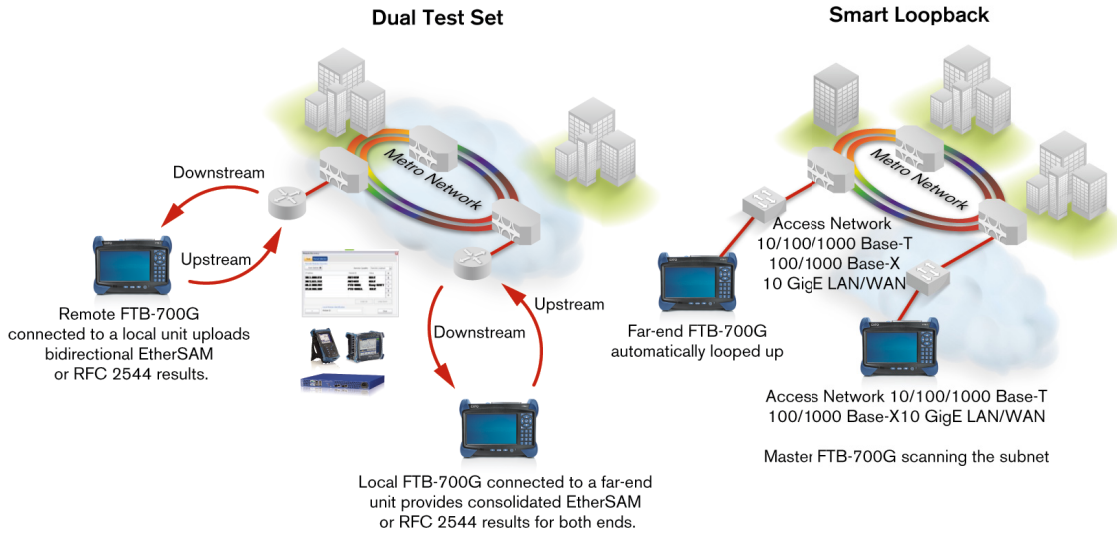 Dual Test Set
Smart Loopback
Metro Network
Downstream
Upstream
Remote FTB-700G
connected to a local unit uploads
bidirectional EtherSAM
or RFC 2544 results.
Upstream
Downstream
Local FTB-700G connected to a far-end
unit provides consolidated EtherSAM
or RFC 2544 results for both ends.
Metro Network
Access Network
10/100/1000 Base-T
100/1000 Base-X
10 GigE LAN/WAN
Far-end FTB-700G
automatically looped up
Access Network 10/100/1000 Base-T
100/1000 Base-X10 GigE LAN/WAN
Master FTB-700G scanning the subnet